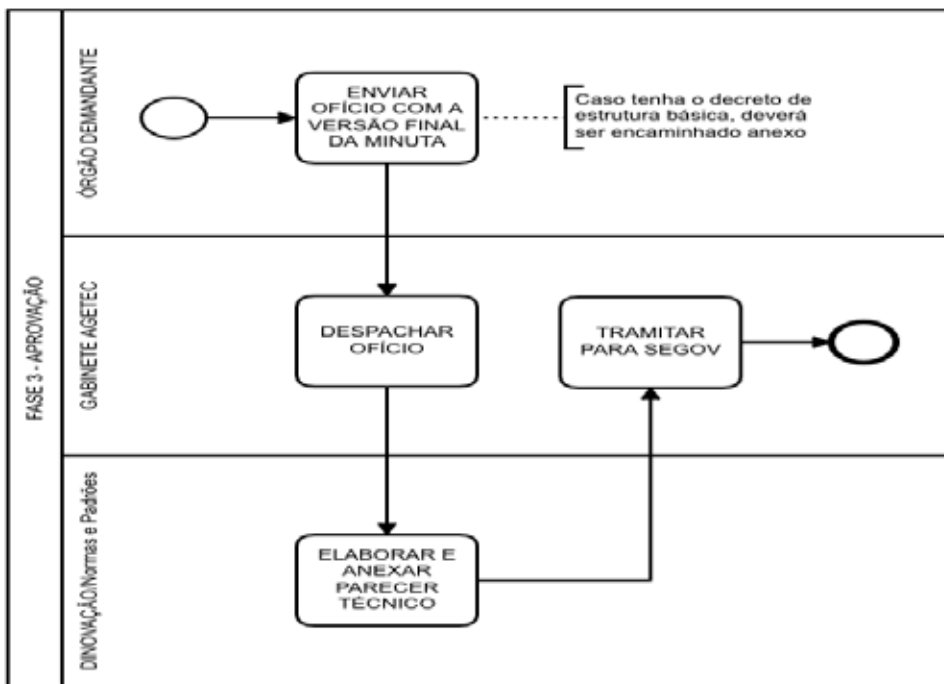 FASE 3 - APROVAÇÃO
ÓRGÃO DEMANDANTE
ENVIAR
OFÍCIO COM A
VERSÃO FINAL
DA MINUTA
Caso tenha o decreto de
estrutura básica, deverá
ser encaminhado anexo
GABINETE AGETEC
DESPACHAR
OFÍCIO
TRAMITAR
PARA SEGOV
DINONAÇÃO/Normas e Padrões
ELABORAR E
ANEXAR
PARECER
TÉCNICO